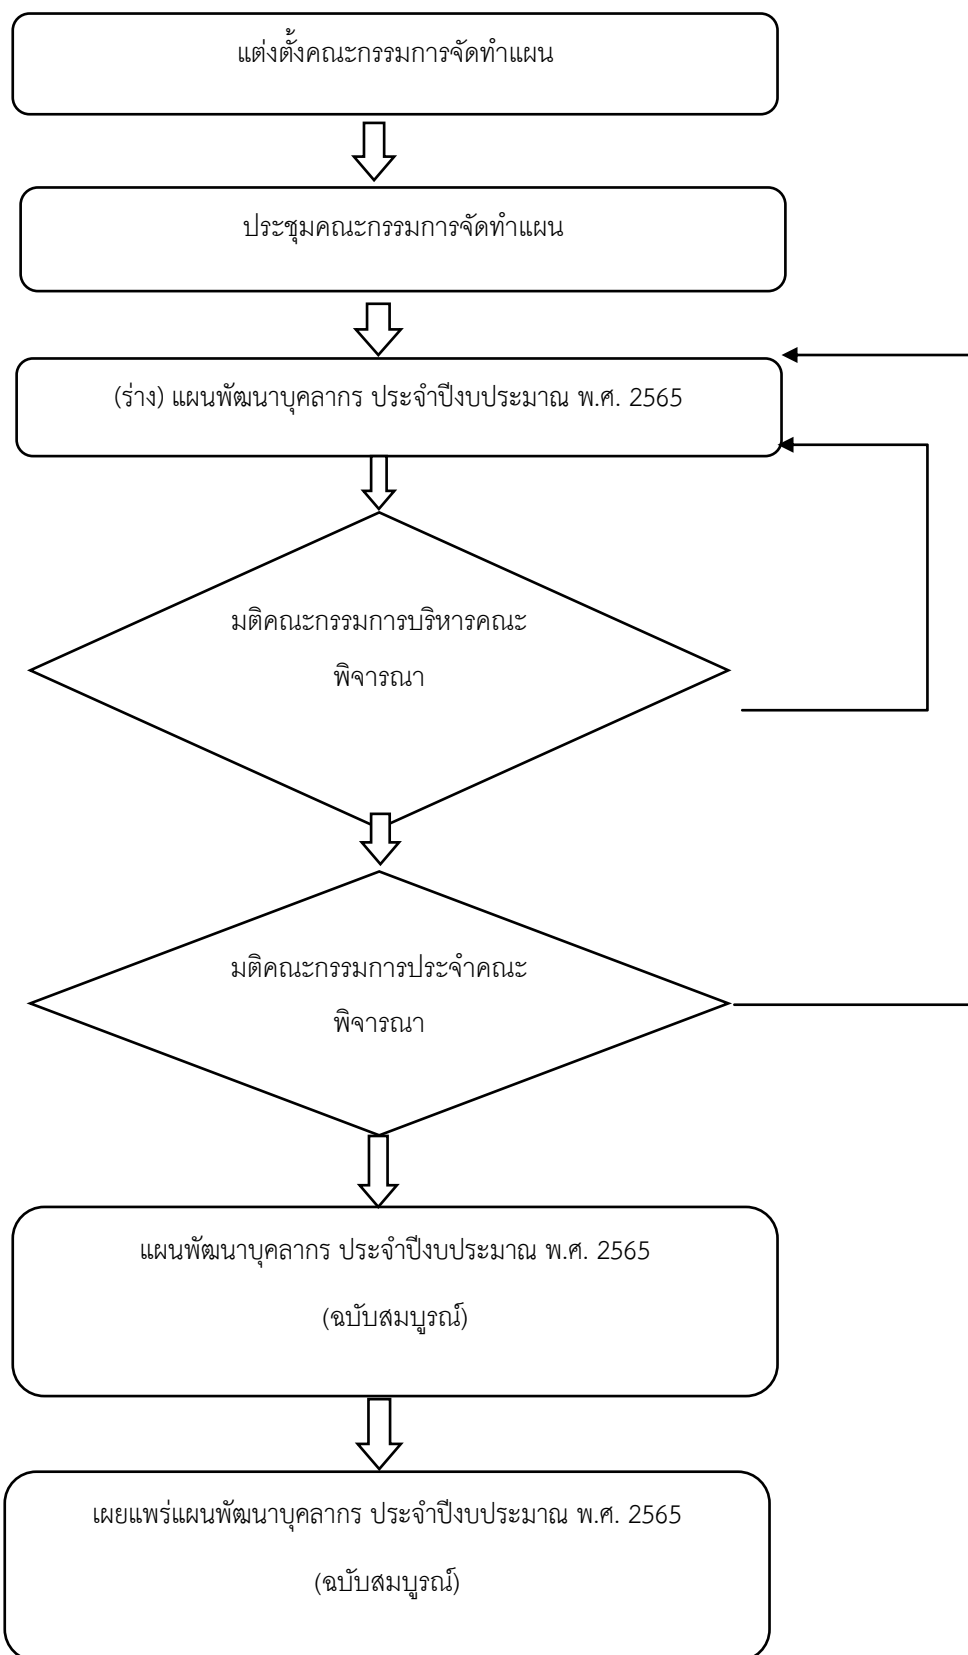 แต่งตั้งคณะกรรมการจัดทำแผน
ประชุมคณะกรรมการจัดทำแผน
(ร่าง) แผนพัฒนาบุคลากร ประจำปีงบประมาณ พ.ศ. 2565
มติคณะกรรมการบริหารคณะ
พิจารณา
มติคณะกรรมการประจำคณะ
พิจารณา
แผนพัฒนาบุคลากร ประจำปีงบประมาณ พ.ศ. 2565
(ฉบับสมบูรณ์)
เผยแพร่แผนพัฒนาบุคลากร ประจำปีงบประมาณ พ.ศ. 2565
(ฉบับสมบูรณ์)